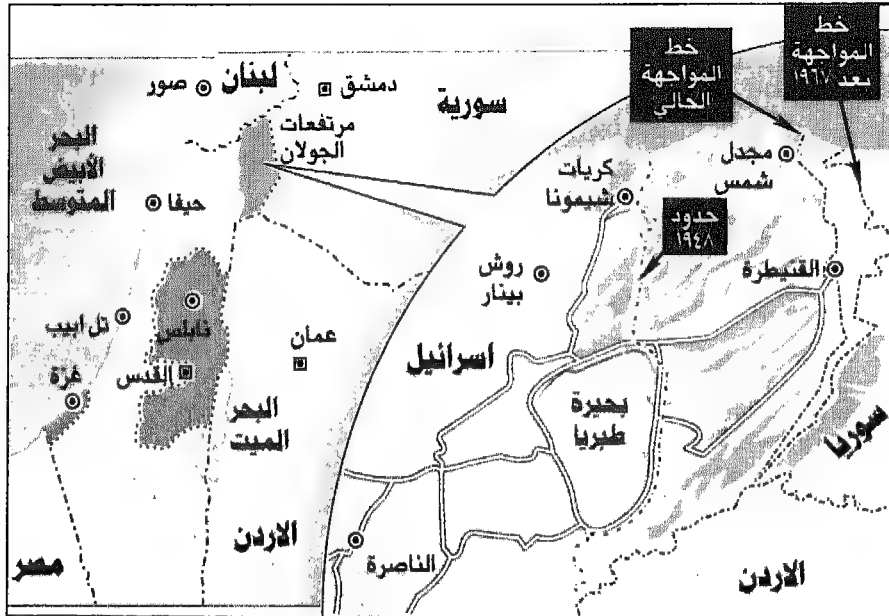 خط
المواجهة
بعد ١٩٦٧
خط
المواجهة
الحالي
لبنان
صور
دمشق
سورية
مرتفعات
الجولان
البحر
الأبيض
المتوسط
حيفا
مجدل
شمس
كريات
شيمونا
حدود
١٩٤٨
القنيطرة
روش
بينار
تل ابيب
نابلس
عمان
اسرائيل
القدس
غزة
البحر
الميت
بحيرة
طبريا
سوريا
الاردن
مصر
الناصرة
الاردن